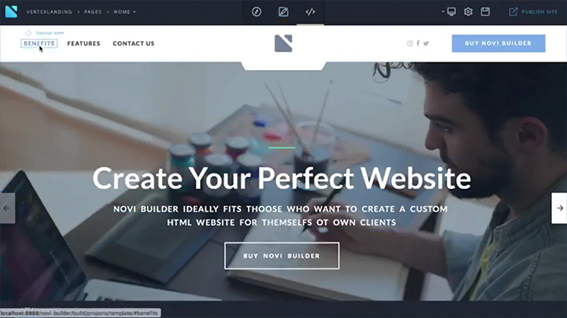 VERTEXLANDING PAGES HOME
PUBLISH SITE
BENEFITS FEATURES CONTACT US
BUY NOVI BUILDER
Create Your Perfect Website
NOVI BUILDER IDEALLY FITS THOOSE WHO WANT TO CREATE A CUSTOM
HTML WEBSITE FOR THEMSELFS OT OWN CLIENTS
BUY NOVI BUILDER
localhost:8888/novi-builder/build/projects/template/#benefits